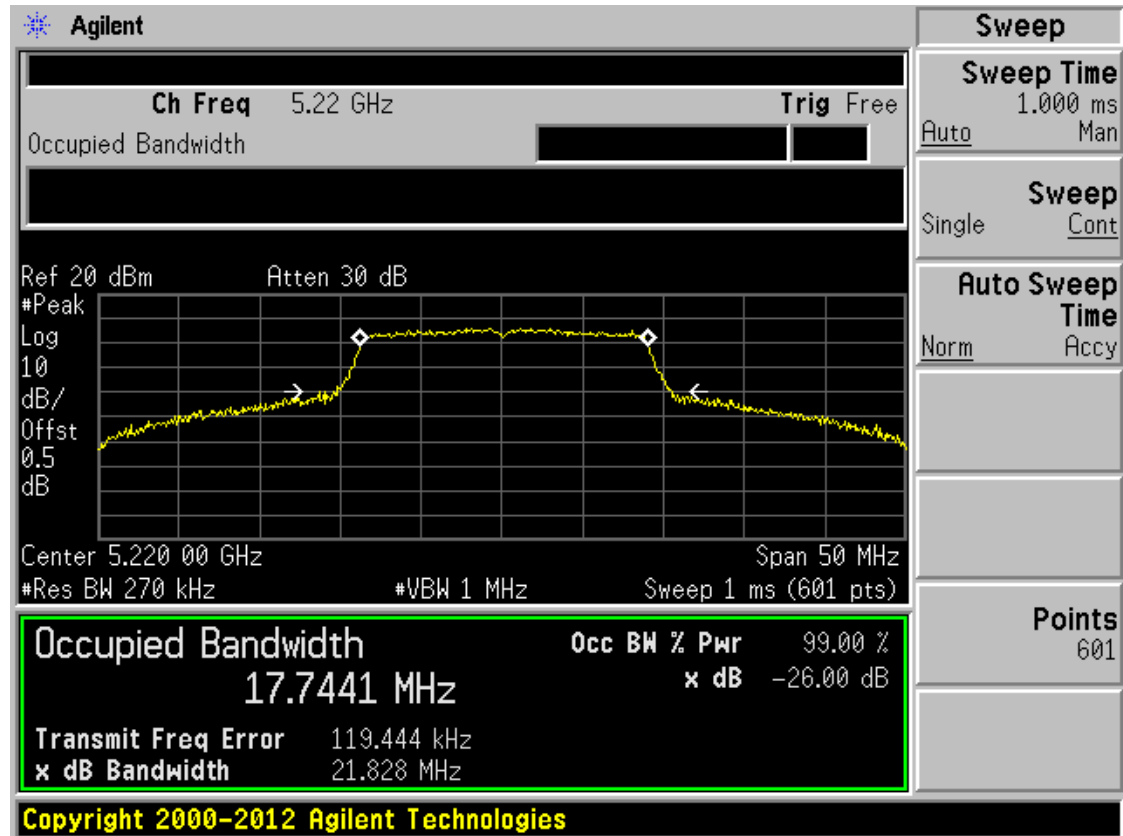 Agilent
Sweep
Ch Freq 5.22 GHz Trig Free
Occupied Bandwidth
Sweep Time
1.000 ms
Auto Man
Sweep
Single Cont
Auto Sweep
Time
Norm Accy
Points
601
Ref 20 dBm Atten 30 dB
#Peak
Log
10
dB/
Offst
0.5
dB
Center 5.220 00 GHz Span 50 MHz
#Res BW 270 kHz #VBW 1 MHz Sweep 1 ms (601 pts)
Occupied Bandwidth
17.7441 MHz
Occ BW % Pwr 99.00 %
x dB -26.00 dB
Transmit Freq Error 119.444 kHz
x dB Bandwidth 21.828 MHz
Copyright 2000-2012 Agilent Technologies